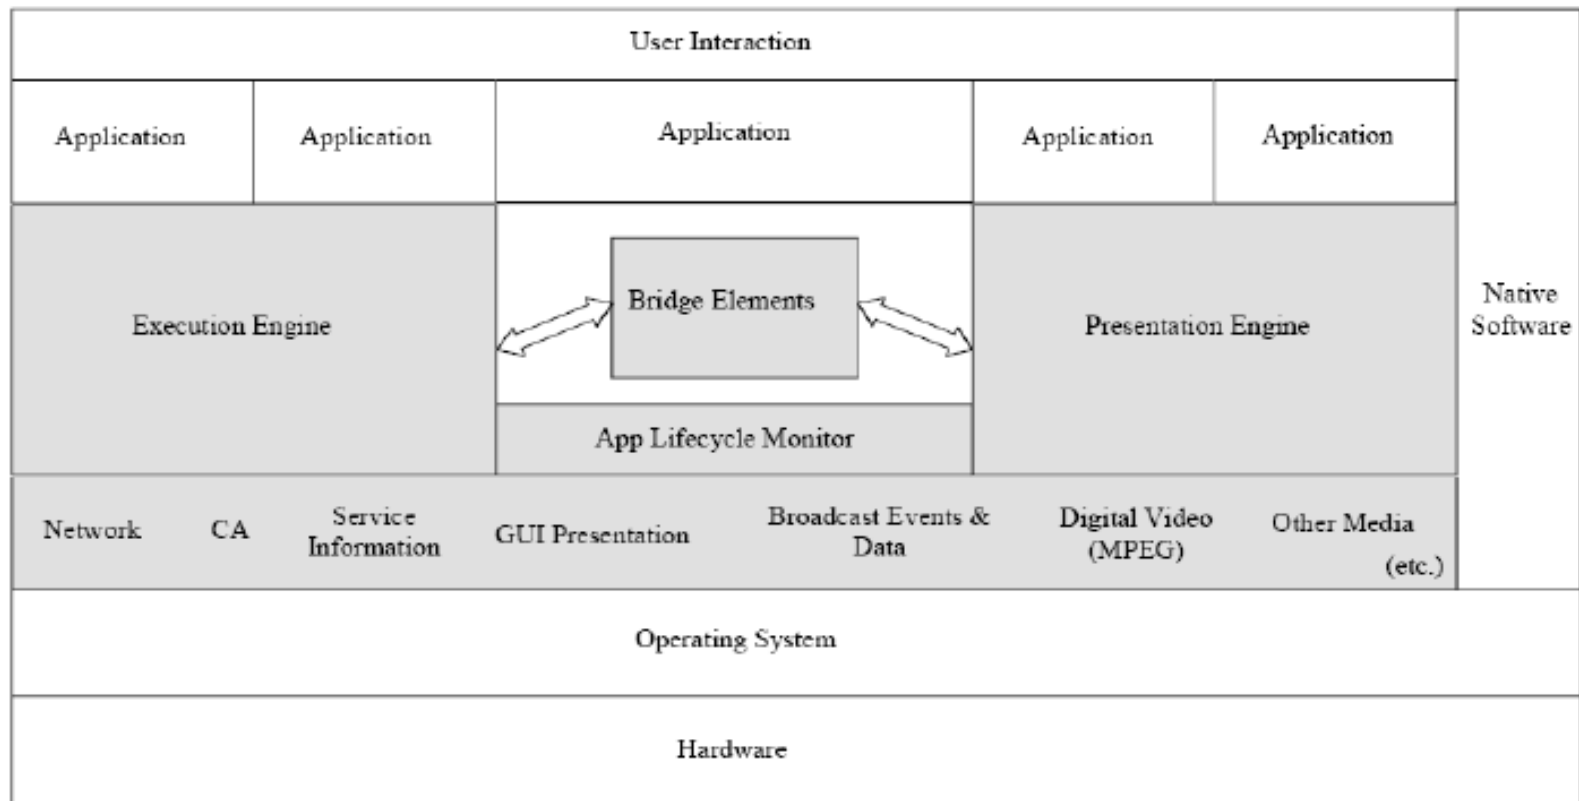 User Interaction
Application
Application
Application
Application
Application
Execution Engine
Bridge Elements
Presentation Engine
Native
Software
App Lifecycle Monitor
Network
CA
Service
Information
GUI Presentation
Broadcast Events &
Data
Digital Video
(MPEG)
Other Media
(etc.)
Operating System
Hardware